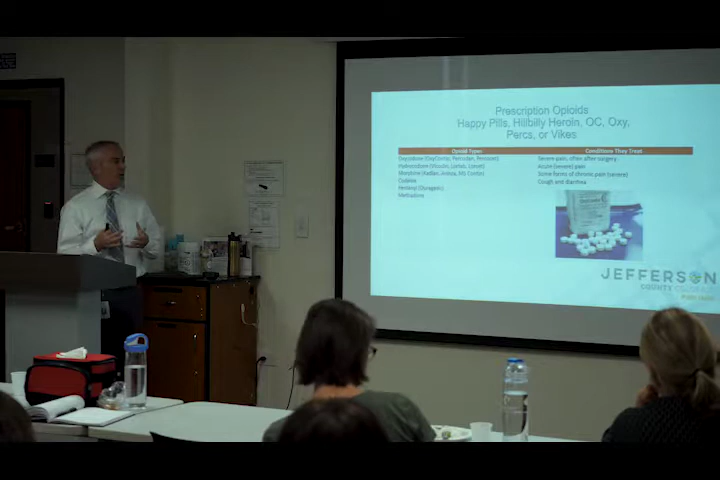 Prescription Opioids
Happy Pills, Hillbilly Heroin, OC, Oxy,
Percs, or Vikes
Opioid Types
Conditions They Treat
Oxycodone (OxyContin, Percodan, Percocet)
Severe pain, often after surgery
Hydrocodone (Vicodin, Lortab, Lorcet)
Acute (severe) pain
Morphine (Kadian, Avinza, MS Contin)
Some forms of chronic pain (severe)
Codeine
Cough and diarrhea
Fentanyl (Duragesic)
Methadone
JEFFERSON
COUNTY COLORADO